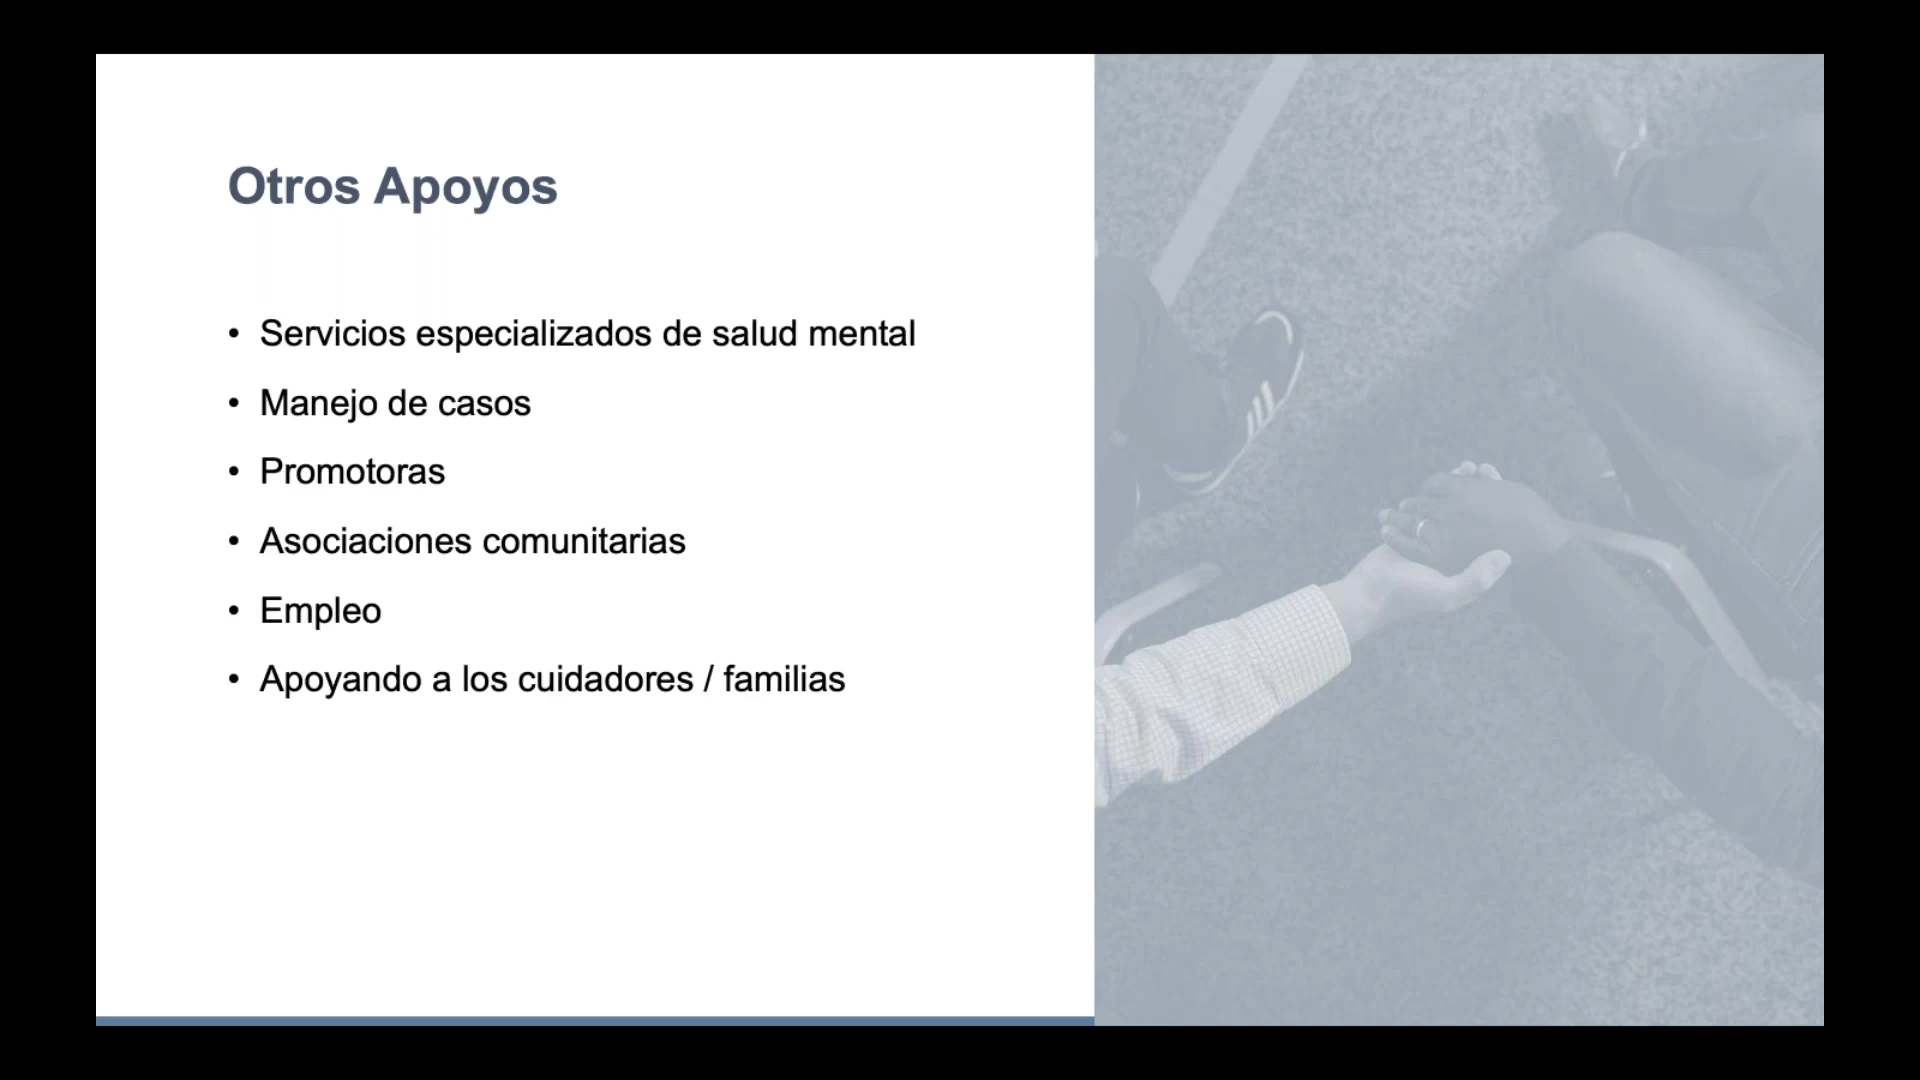 Otros Apoyos
• Servicios especializados de salud mental
• Manejo de casos
• Promotoras
• Asociaciones comunitarias
• Empleo
• Apoyando a los cuidadores / familias